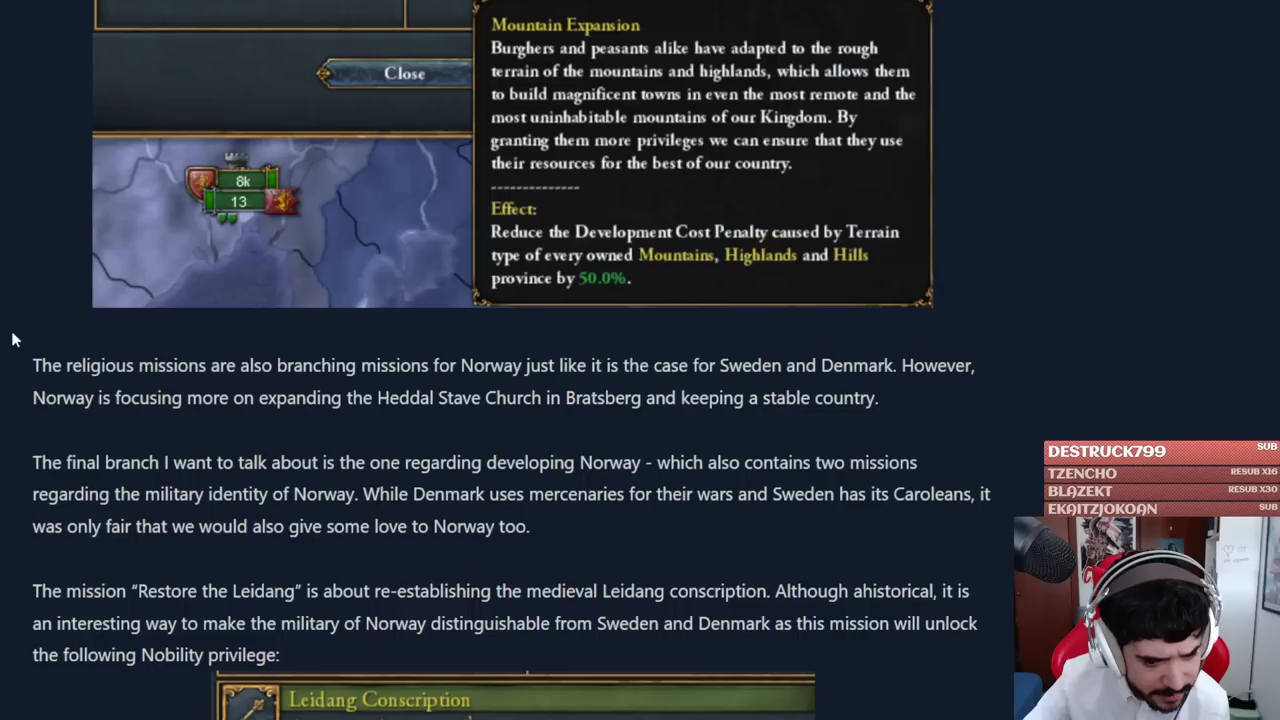 Mountain Expansion
Burghers and peasants alike have adapted to the rough
terrain of the mountains and highlands, which allows them
to build magnificent towns in even the most remote and the
most uninhabitable mountains of our Kingdom. By
granting them more privileges we can ensure that they use
their resources for the best of our country.
--------------
Effect:
Reduce the Development Cost Penalty caused by Terrain
type of every owned Mountains, Highlands and Hills
province by 50.0%.
Close
8k
13
The religious missions are also branching missions for Norway just like it is the case for Sweden and Denmark. However,
Norway is focusing more on expanding the Heddal Stave Church in Bratsberg and keeping a stable country.
The final branch I want to talk about is the one regarding developing Norway - which also contains two missions
regarding the military identity of Norway. While Denmark uses mercenaries for their wars and Sweden has its Caroleans, it
was only fair that we would also give some love to Norway too.
The mission “Restore the Leidang” is about re-establishing the medieval Leidang conscription. Although ahistorical, it is
an interesting way to make the military of Norway distinguishable from Sweden and Denmark as this mission will unlock
the following Nobility privilege:
Leidang Conscription
DESTRUCK799 SUB
TZENCHO RESUB X16
BLAZEKT RESUB X30
EKAITZJOKOAN SUB